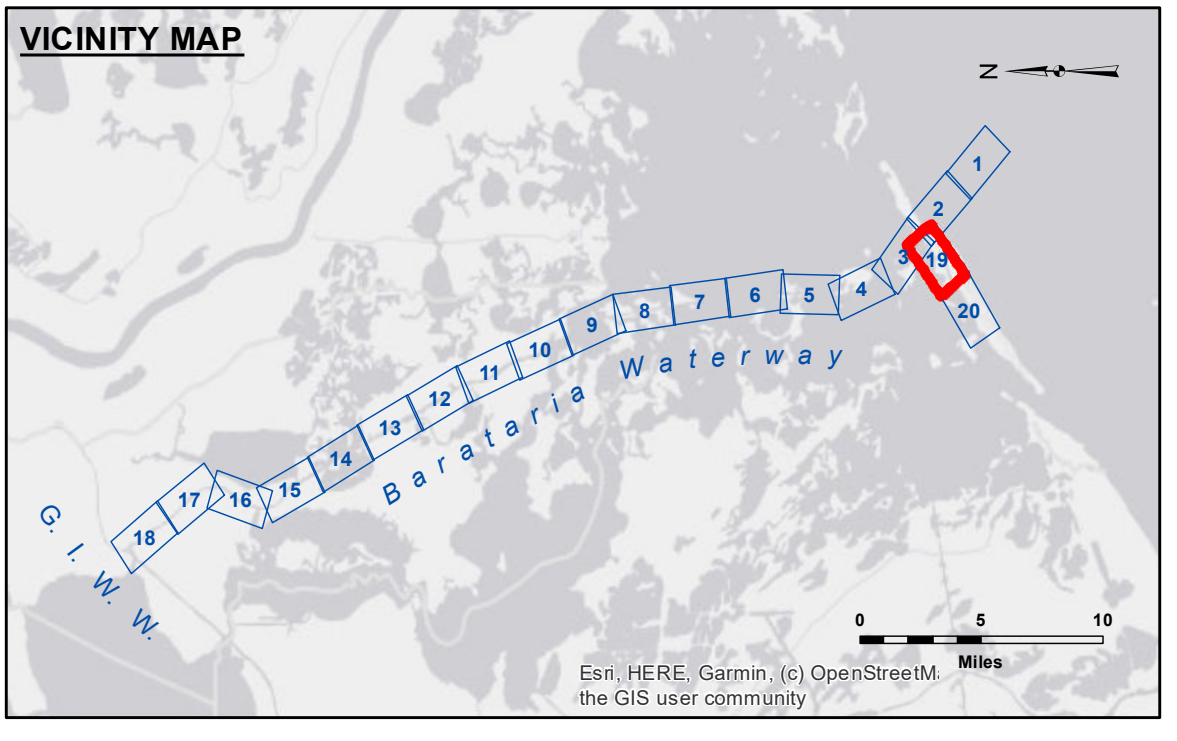 VICINITY MAP
N
1
2
3
19
20
4
5
6
7
8
9
10
11
12
13
14
15
16
17
18
Barataria Waterway
G. I. W. W.
0 5 10
Miles
Esri, HERE, Garmin, (c) OpenStreetM
the GIS user community